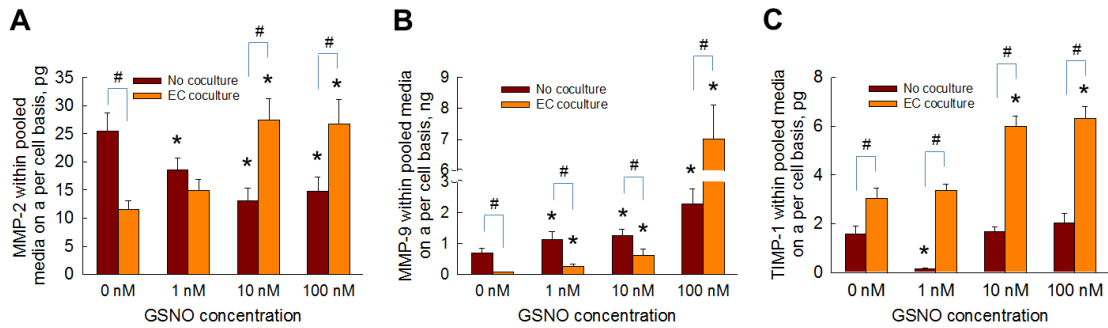 A
MMP-2 within pooled
media on a per cell basis, pg
35
30
25
20
15
10
5
0
No coculture
EC coculture
#
#
#
*
*
*
*
*
0 nM
1 nM
10 nM
100 nM
GSNO concentration
B
MMP-9 within pooled media
on a per cell basis, ng
9
8
7
6
3
2
1
0
No coculture
EC coculture
#
#
#
#
*
*
*
*
*
*
0 nM
1 nM
10 nM
100 nM
GSNO concentration
C
TIMP-1 within pooled media
on a per cell basis, pg
8
6
4
2
0
No coculture
EC coculture
#
#
#
#
*
*
*
0 nM
1 nM
10 nM
100 nM
GSNO concentration